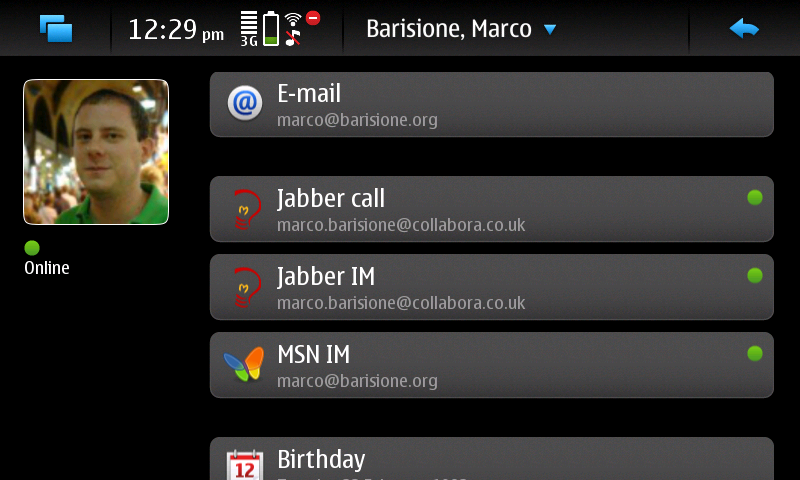 12:29 pm
3G
Barisione, Marco
Online
E-mail
marco@barisione.org
Jabber call
marco.barisione@collabora.co.uk
Jabber IM
marco.barisione@collabora.co.uk
MSN IM
marco@barisione.org
12
Birthday